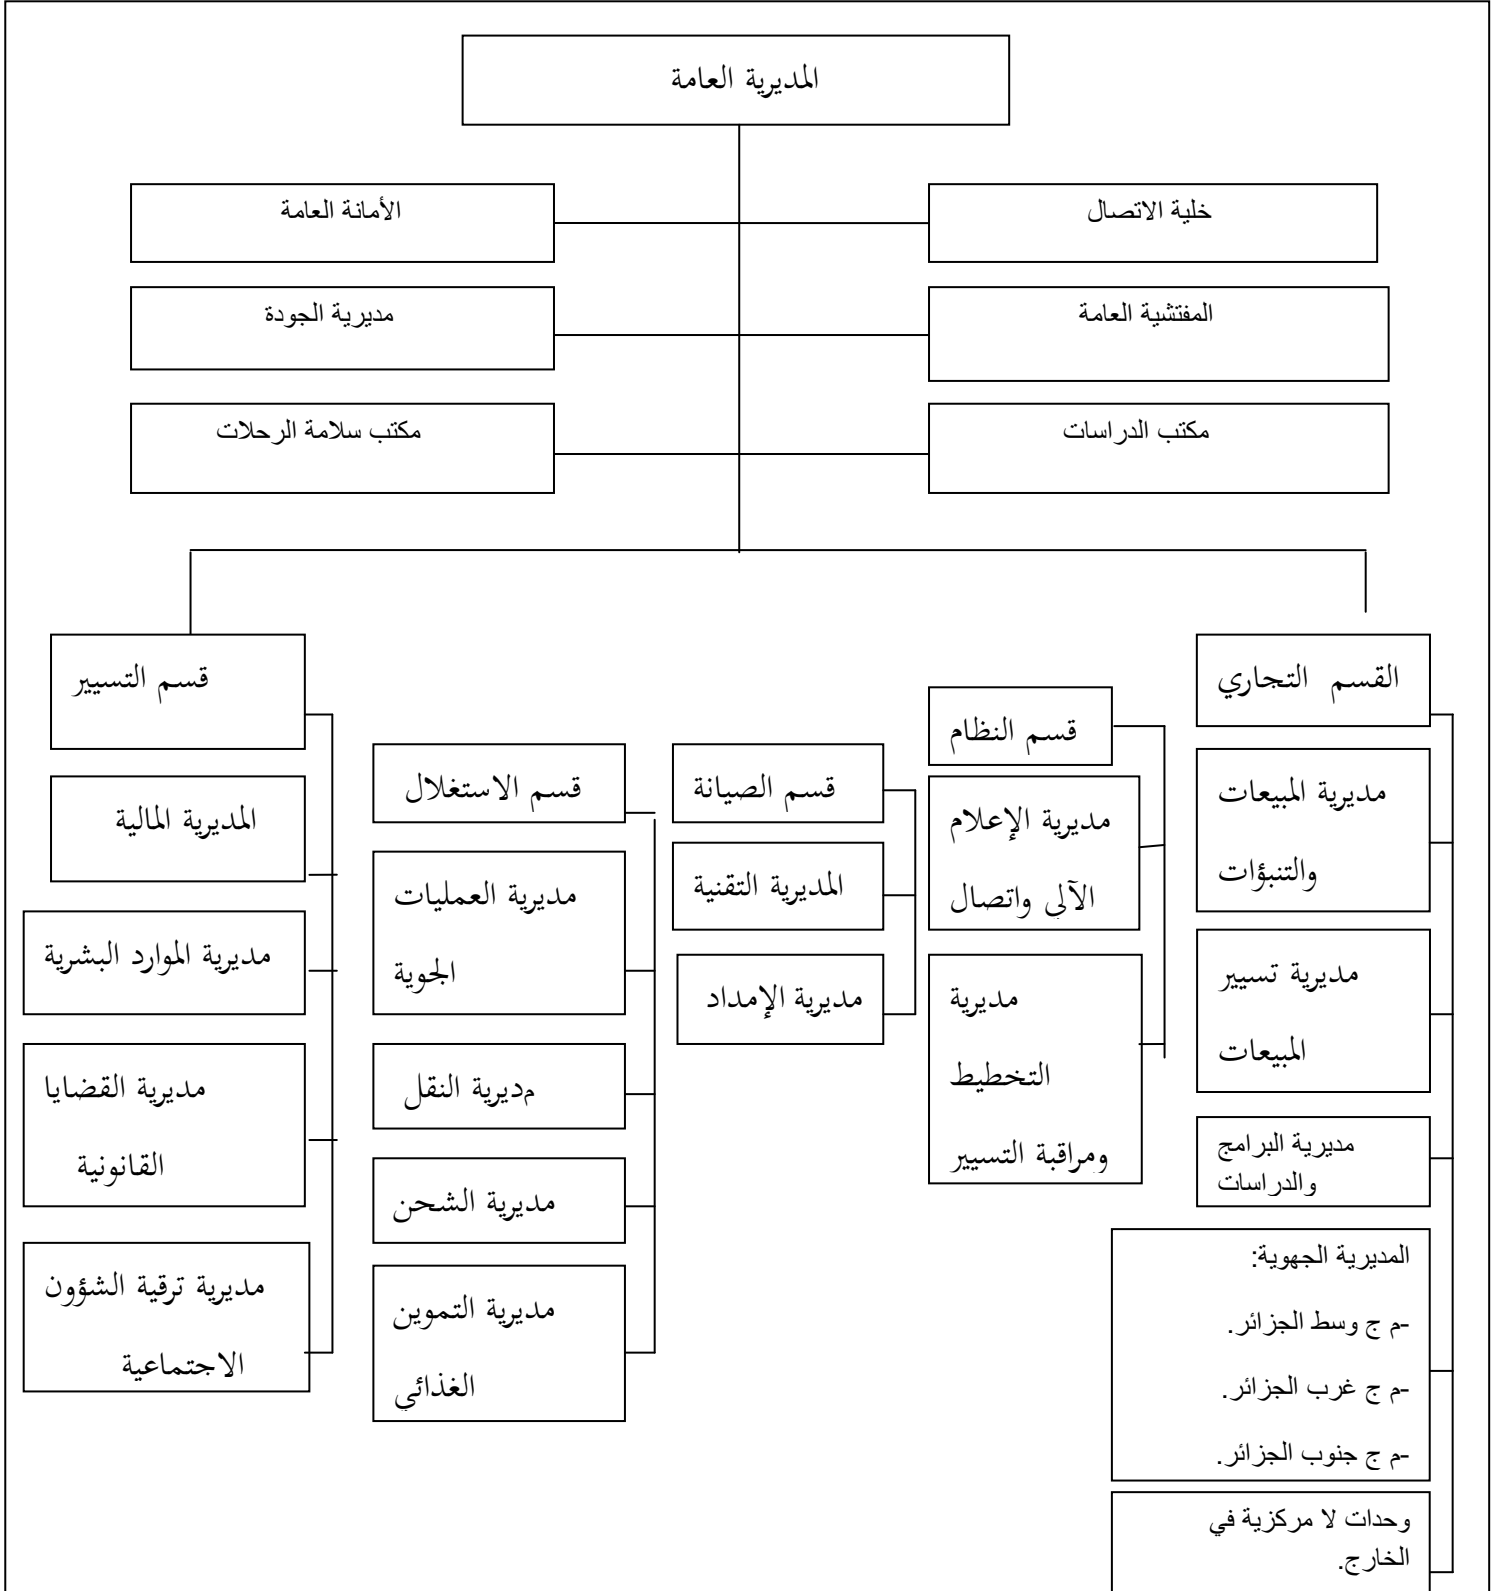 المديرية العامة
خلية الاتصال
الأمانة العامة
المفتشية العامة
مديرية الجودة
مكتب الدراسات
مكتب سلامة الرحلات
القسم التجاري
مديرية المبيعات
والتنبؤات
مديرية تسيير
المبيعات
مديرية البرامج
والدراسات
المديرية الجهوية:
-م ج وسط الجزائر.
-م ج غرب الجزائر.
-م ج جنوب الجزائر.
وحدات لا مركزية في
الخارج.
قسم النظام
مديرية الإعلام
الآلي واتصال
مديرية
التخطيط
ومراقبة التسيير
قسم الصيانة
المديرية التقنية
مديرية الإمداد
قسم الاستغلال
مديرية العمليات
الجوية
مديرية النقل
مديرية الشحن
مديرية التموين
الغذائي
قسم التسيير
المديرية المالية
مديرية الموارد البشرية
مديرية القضايا
القانونية
مديرية ترقية الشؤون
الاجتماعية